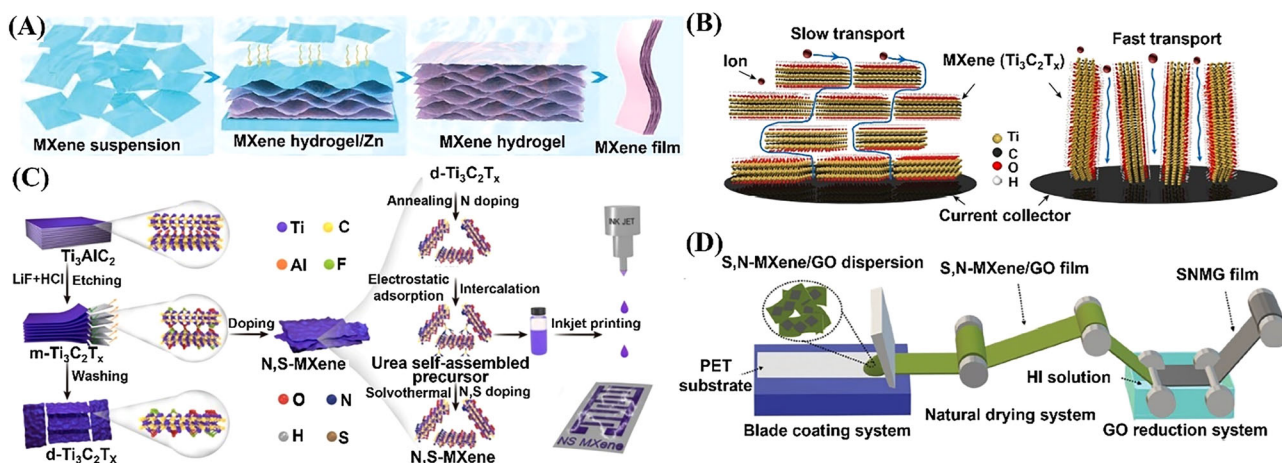 (A)
MXene suspension
MXene hydrogel/Zn
MXene hydrogel
MXene film
(B)
Slow transport
Fast transport
Ion
MXene (Ti₃C₂Tₓ)
Ti
C
O
H
Current collector
(C)
Ti₃AlC₂
LiF+HCl
Etching
m-Ti₃C₂Tₓ
Washing
d-Ti₃C₂Tₓ
Ti
C
Al
F
Doping
N,S-MXene
O
N
H
S
d-Ti₃C₂Tₓ
Annealing
N doping
Electrostatic
adsorption
Intercalation
Urea self-assembled
precursor
Solvothermal
N,S doping
N,S-MXene
NK JET
Inkjet printing
NS MXene
(D)
S,N-MXene/GO dispersion
S,N-MXene/GO film
SNMG film
PET
substrate
HI solution
Natural drying system
Blade coating system
GO reduction system